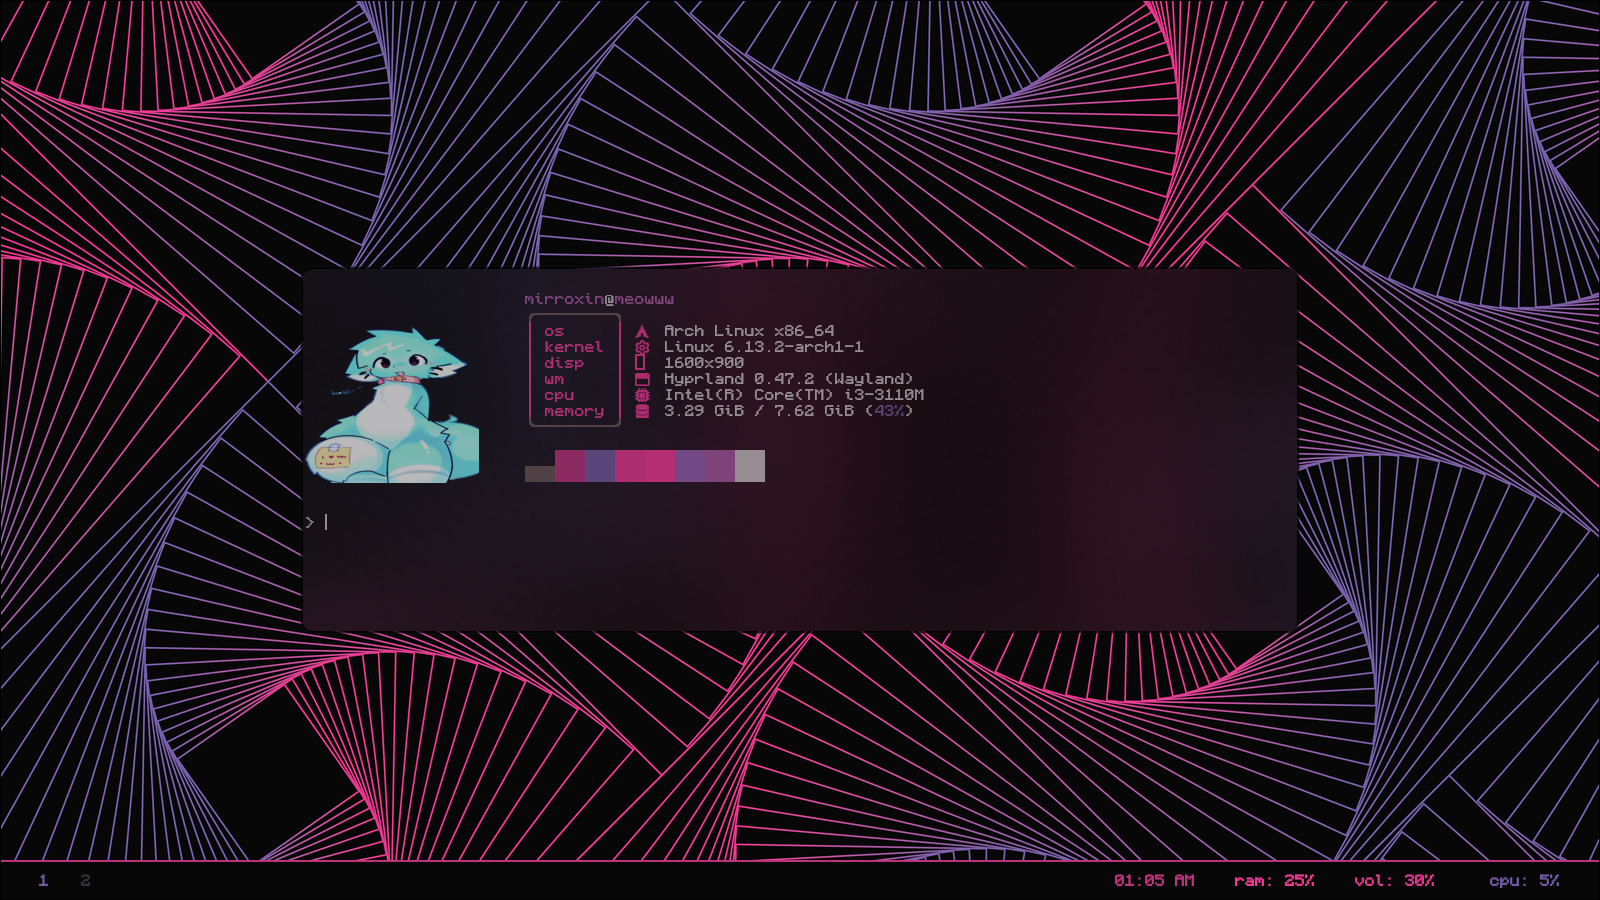 mirroxin@meowww
os Arch Linux x86_64
kernel Linux 6.13.2-arch1-1
disp 1600x900
wm Hyprland 0.47.2 (Wayland)
cpu Intel(R) Core(TM) i3-3110M
memory 3.29 GiB / 7.62 GiB (43%)
>
1 2 01:05 AM ram: 25% vol: 30% cpu: 5%